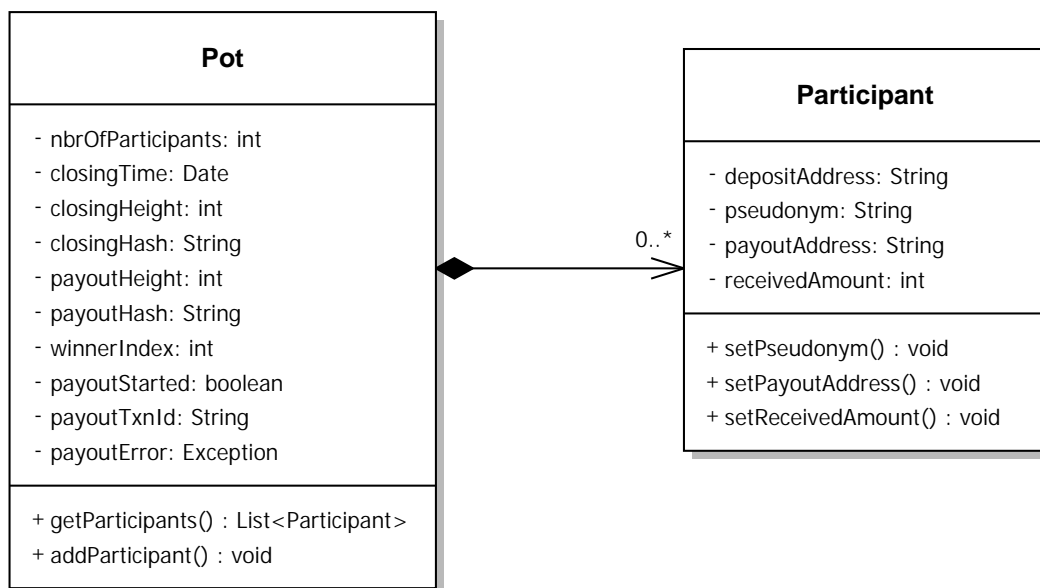 Pot
- nbrOfParticipants: int
- closingTime: Date
- closingHeight: int
- closingHash: String
- payoutHeight: int
- payoutHash: String
- winnerIndex: int
- payoutStarted: boolean
- payoutTxnId: String
- payoutError: Exception
+ getParticipants() : List<Participant>
+ addParticipant() : void
0..*
Participant
- depositAddress: String
- pseudonym: String
- payoutAddress: String
- receivedAmount: int
+ setPseudonym() : void
+ setPayoutAddress() : void
+ setReceivedAmount() : void